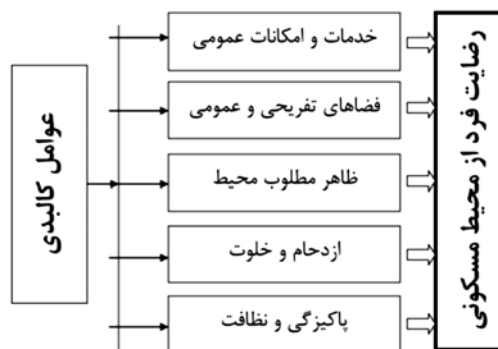 عوامل کالبدی
خدمات و امکانات عمومی
فضاهای تفریحی و عمومی
ظاهر مطلوب محیط
ازدحام و خلوت
پاکیزگی و نظافت
رضایت فرد از محیط مسکونی